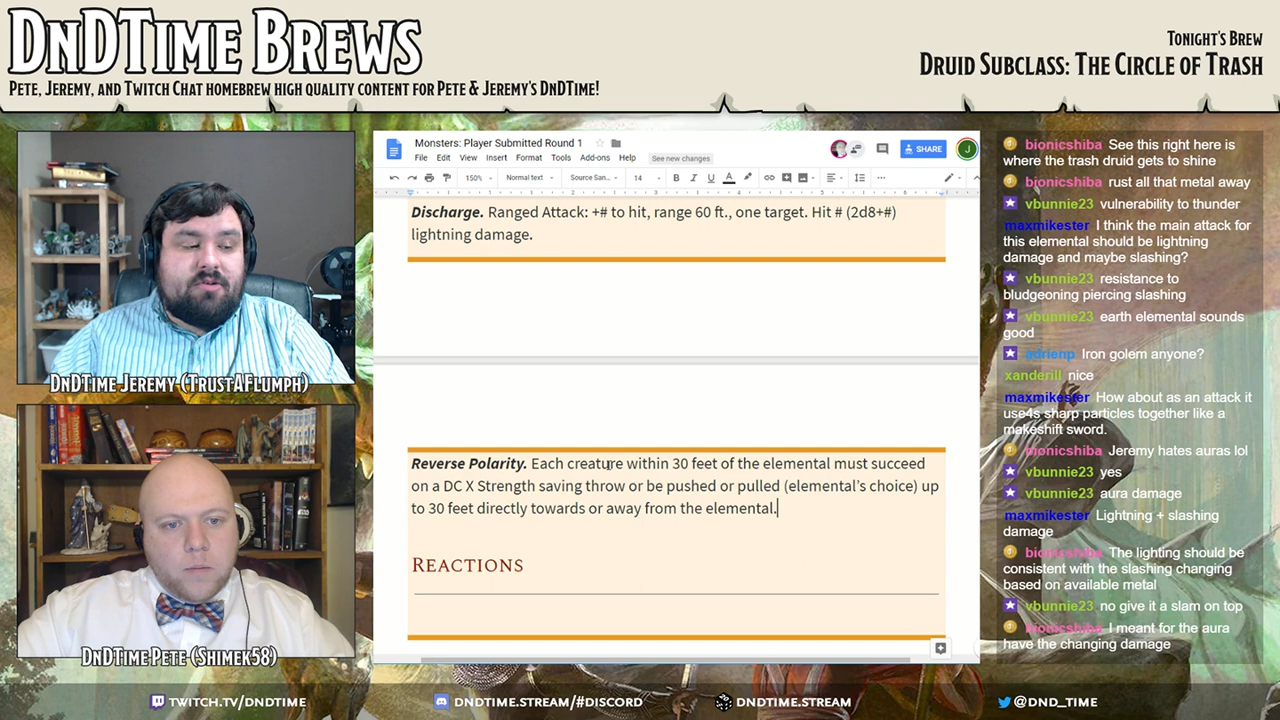 DnDTime Brews
Pete, Jeremy, and Twitch Chat homebrew high quality content for Pete & Jeremy's DnDTime!
Tonight's Brew
Druid Subclass: The Circle of Trash
DnDTime Jeremy (TrustAFlumph)
DnDTime Pete (Shimek58)
Monsters: Player Submitted Round 1
File Edit View Insert Format Tools Add-ons Help See new changes
SHARE
J
150% Normal text Source San... 14 B I U A
Discharge. Ranged Attack: +# to hit, range 60 ft., one target. Hit # (2d8+#)
lightning damage.
Reverse Polarity. Each creature within 30 feet of the elemental must succeed
on a DC X Strength saving throw or be pushed or pulled (elemental's choice) up
to 30 feet directly towards or away from the elemental.
Reactions
bionicshiba See this right here is
where the trash druid gets to shine
bionicshiba rust all that metal away
vbunnie23 vulnerability to thunder
maxmikester I think the main attack for
this elemental should be lightning
damage and maybe slashing?
vbunnie23 resistance to
bludgeoning piercing slashing
vbunnie23 earth elemental sounds
good
adrienp Iron golem anyone?
xanderill nice
maxmikester How about as an attack it
use4s sharp particles together like a
makeshift sword.
bionicshiba Jeremy hates auras lol
vbunnie23 yes
vbunnie23 aura damage
maxmikester Lightning + slashing
damage
bionicshiba The lighting should be
consistent with the slashing changing
based on available metal
vbunnie23 no give it a slam on top
bionicshiba I meant for the aura
have the changing damage
twitch.tv/dndtime
dndtime.stream/#discord
dndtime.stream
@dnd_time